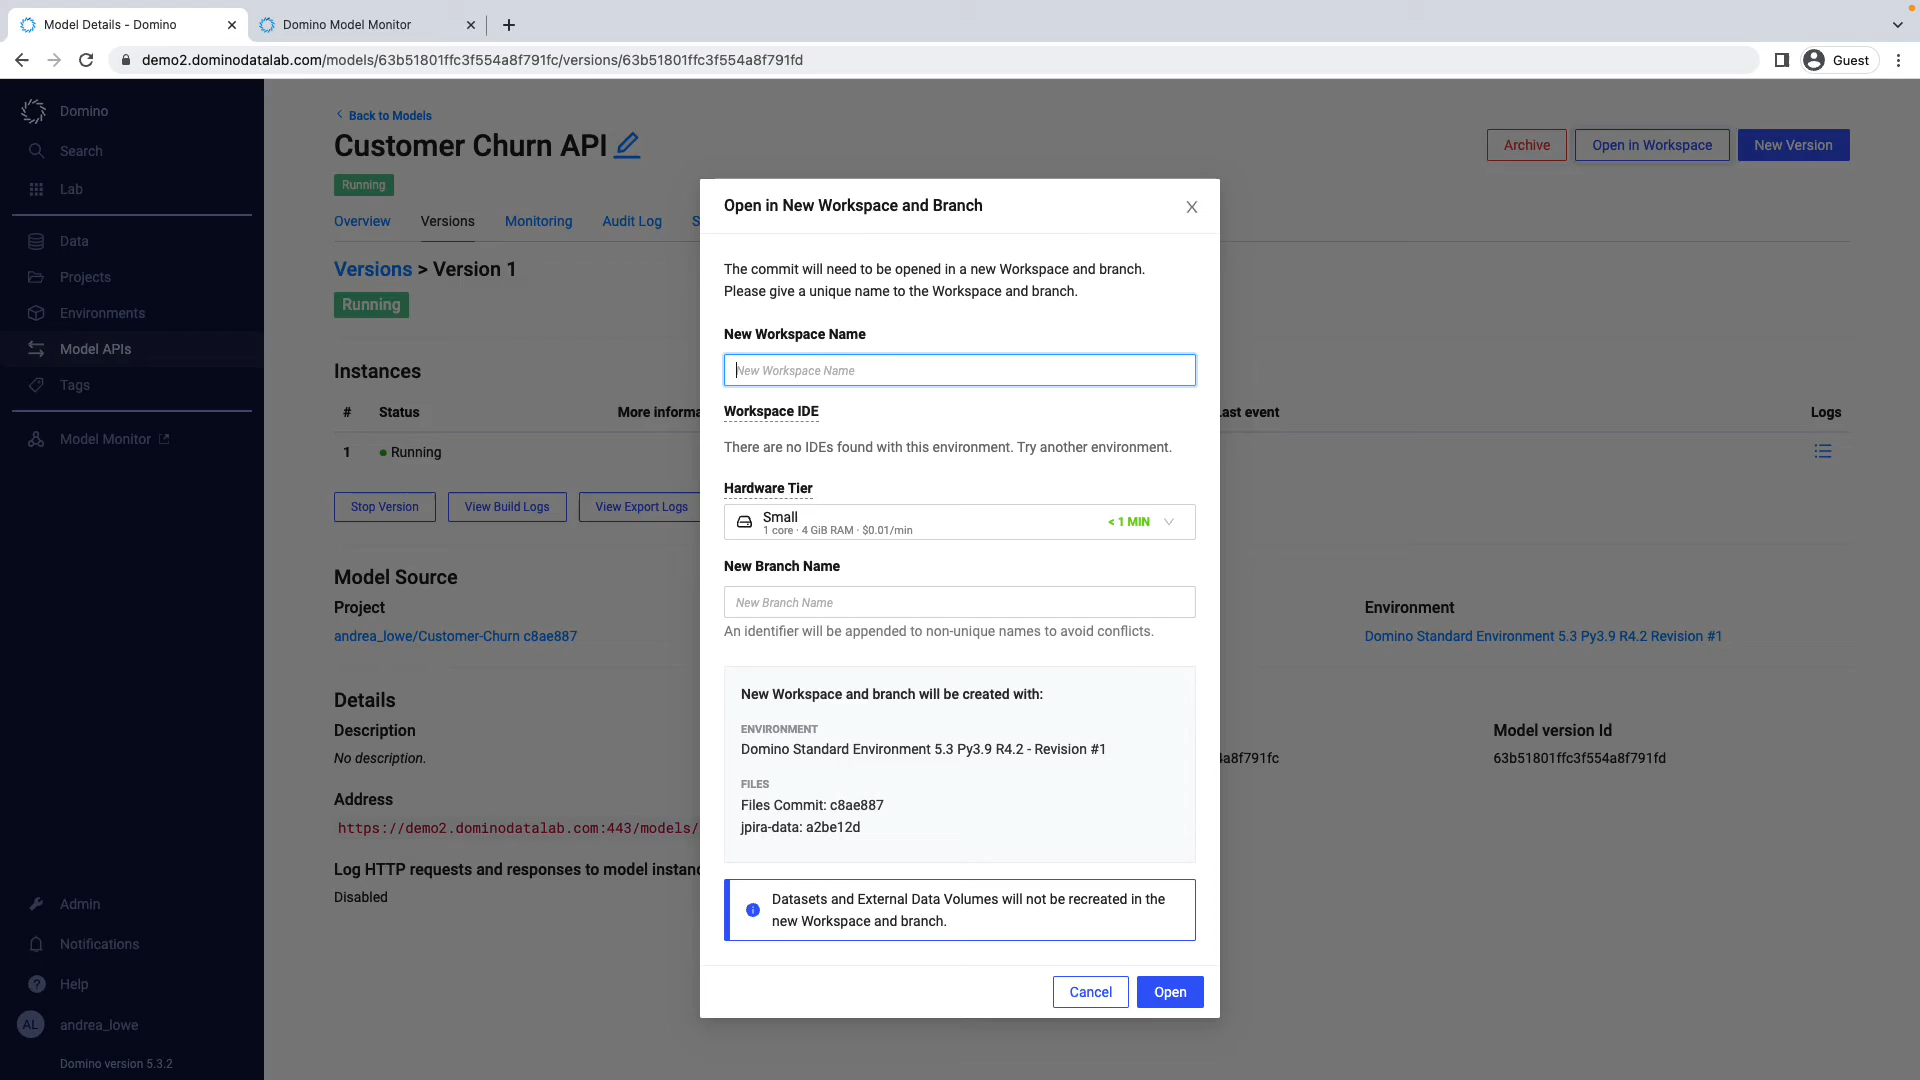 Model Details - Domino
Domino Model Monitor
demo2.dominodatalab.com/models/63b51801ffc3f554a8f791fc/versions/63b51801ffc3f554a8f791fd
Guest
Domino
Search
Lab
Data
Projects
Environments
Model APIs
Tags
Model Monitor
Admin
Notifications
Help
AL andrea_lowe
Domino version 5.3.2
Back to Models
Customer Churn API
Archive
Open in Workspace
New Version
Running
Overview
Versions
Monitoring
Audit Log
S
Versions > Version 1
Running
Instances
# Status More informa ast event Logs
1 Running
Stop Version
View Build Logs
View Export Logs
Model Source
Project
andrea_lowe/Customer-Churn c8ae887
Environment
Domino Standard Environment 5.3 Py3.9 R4.2 Revision #1
Details
Description
No description.
Model version Id
a8f791fc
63b51801ffc3f554a8f791fd
Address
https://demo2.dominodatalab.com:443/models/
Log HTTP requests and responses to model instanc
Disabled
Open in New Workspace and Branch
The commit will need to be opened in a new Workspace and branch.
Please give a unique name to the Workspace and branch.
New Workspace Name
New Workspace Name
Workspace IDE
There are no IDEs found with this environment. Try another environment.
Hardware Tier
Small
1 core · 4 GiB RAM · $0.01/min
< 1 MIN
New Branch Name
New Branch Name
An identifier will be appended to non-unique names to avoid conflicts.
New Workspace and branch will be created with:
ENVIRONMENT
Domino Standard Environment 5.3 Py3.9 R4.2 - Revision #1
FILES
Files Commit: c8ae887
jpira-data: a2be12d
Datasets and External Data Volumes will not be recreated in the
new Workspace and branch.
Cancel
Open